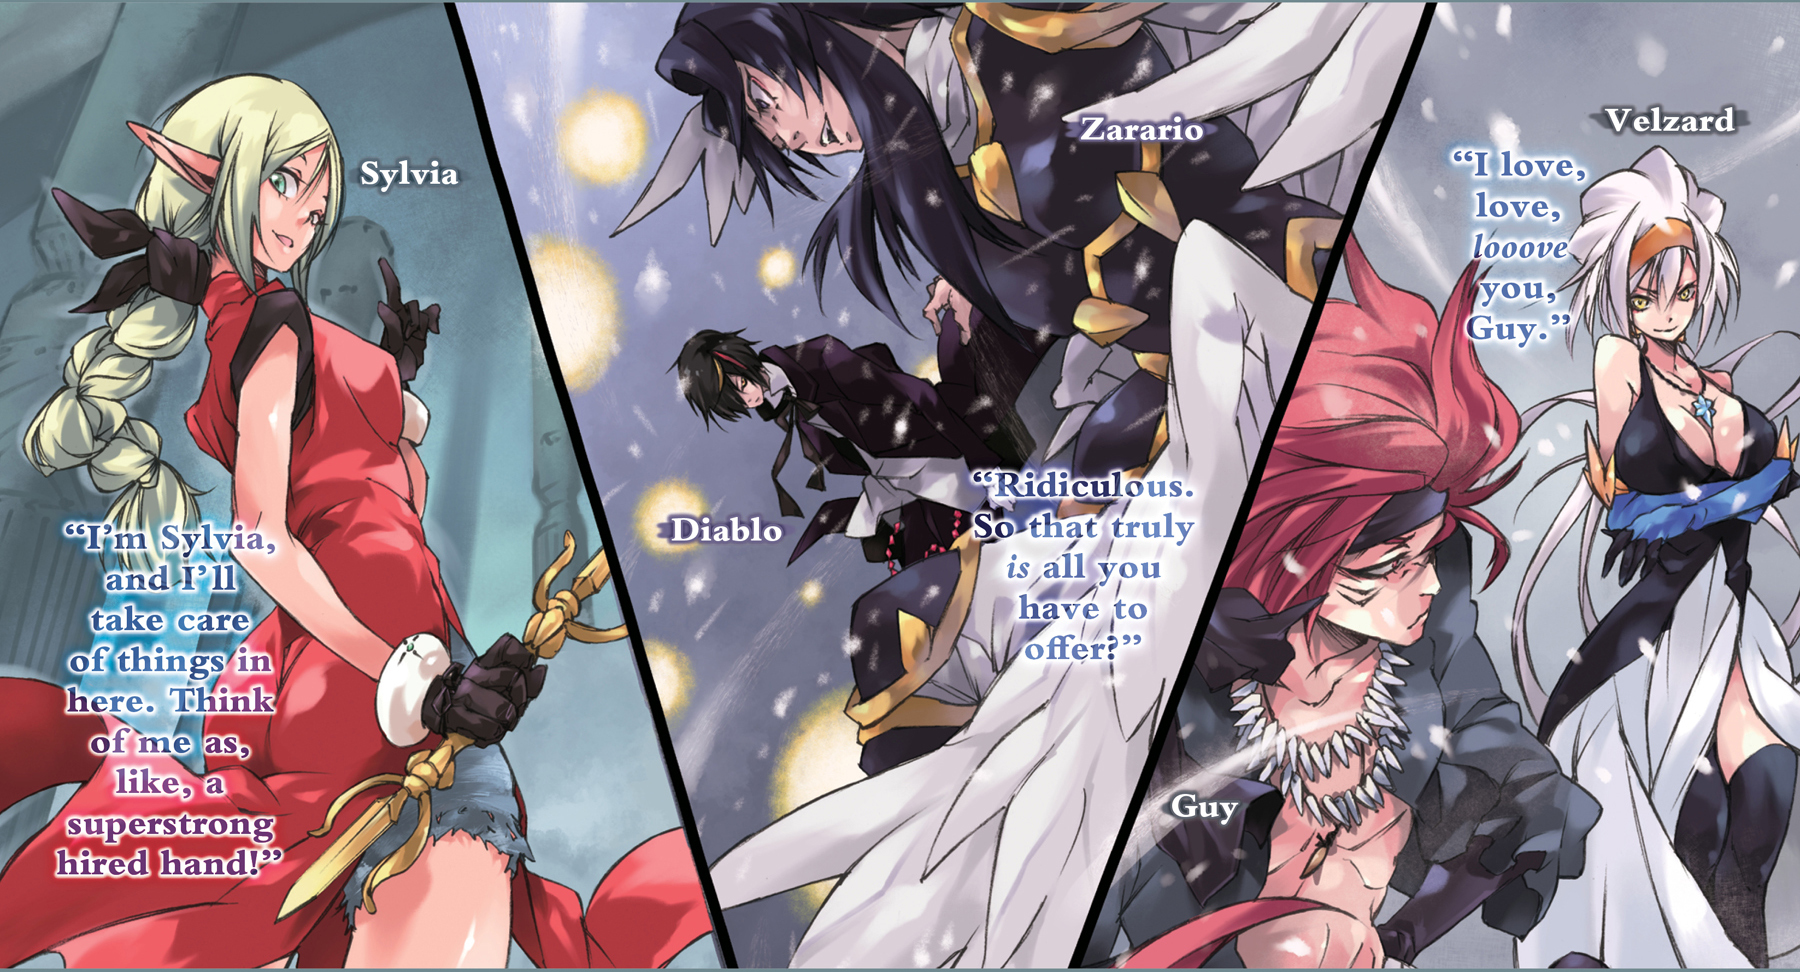 Sylvia
“I’m Sylvia,
and I’ll
take care
of things in
here. Think
of me as,
like, a
superstrong
hired hand!”
Zarario
Diablo
“Ridiculous.
So that truly
is all you
have to
offer?”
Velzard
“I love,
love,
looove
you,
Guy.”
Guy